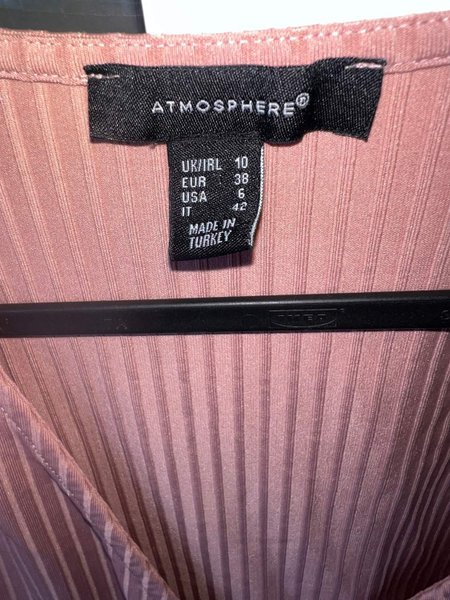 ATMOSPHERE®
UK/IRL 10
EUR 38
USA 6
IT 42
MADE IN
TURKEY